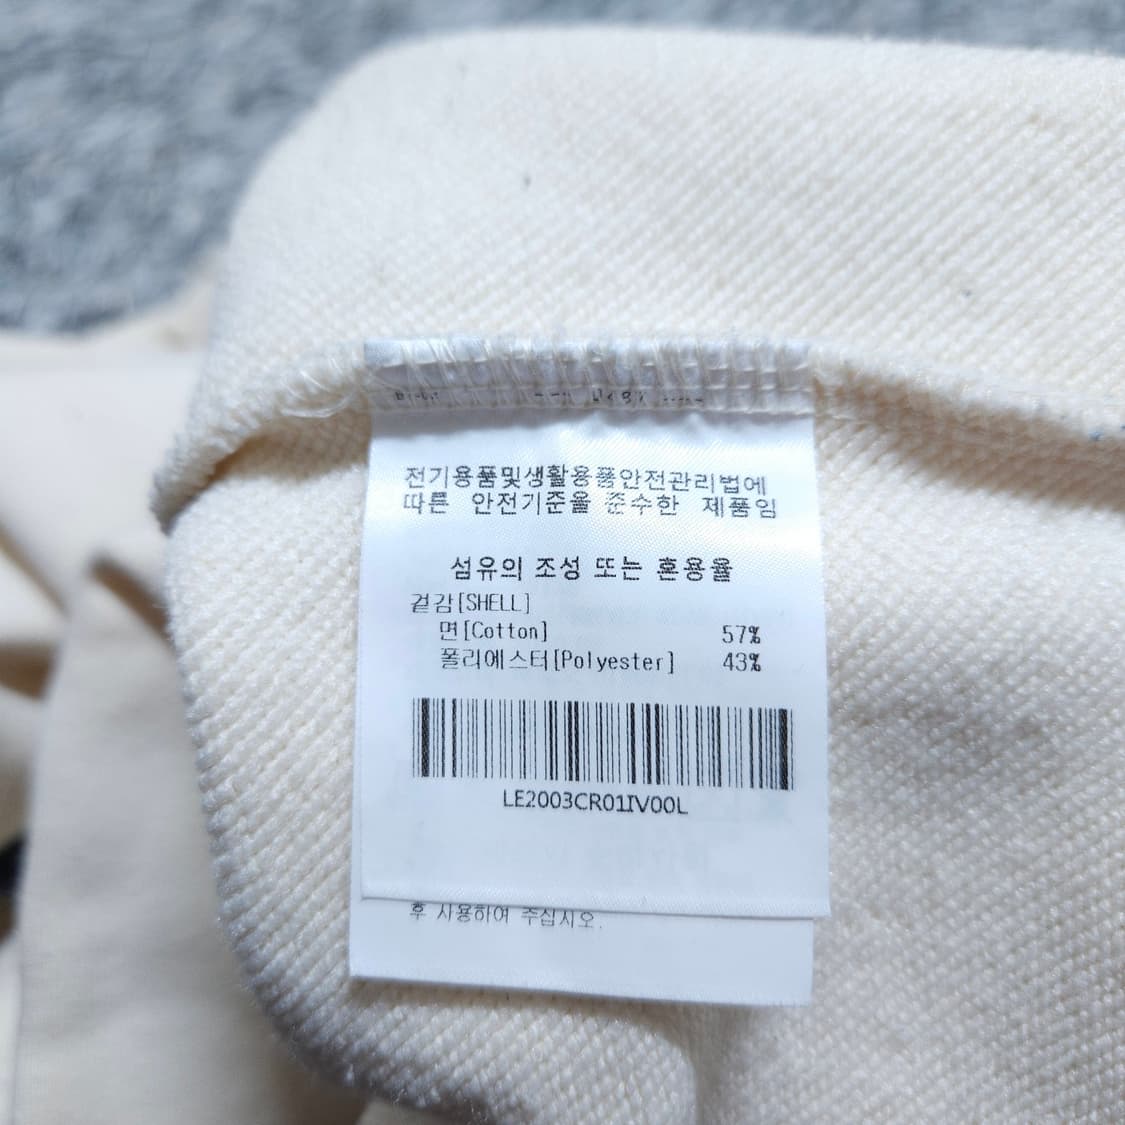 전기용품및생활용품안전관리법에
따른 안전기준을 준수한 제품임
섬유의 조성 또는 혼용율
겉감[SHELL]
면[Cotton] 57%
폴리에스터[Polyester] 43%
LE2003CR01IV00L
후 사용하여 주십시오.